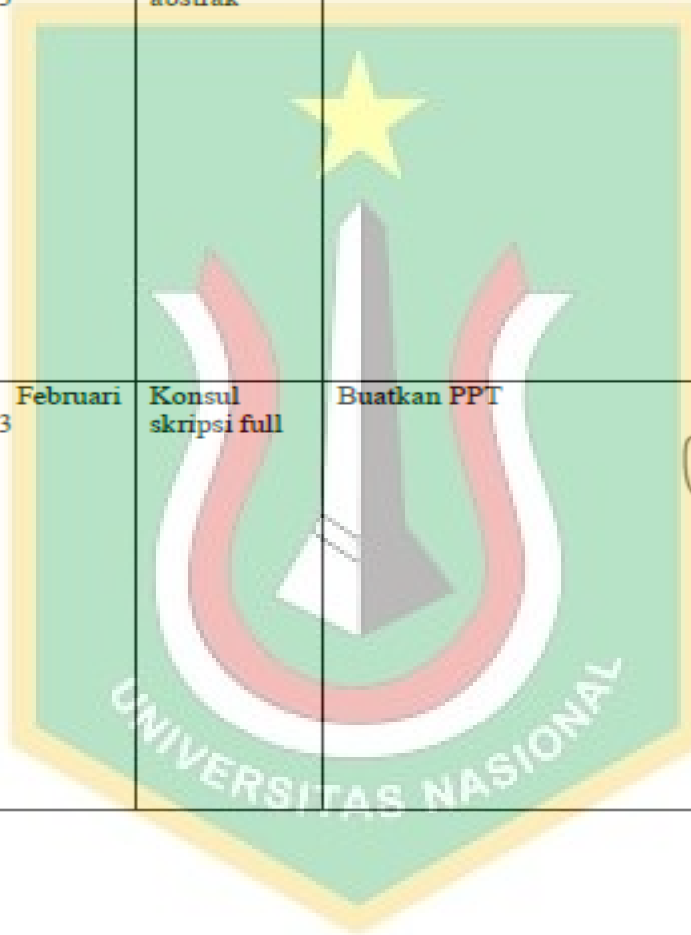 abstrak
Februari
3
Konsul
skripsi full
Buatkan PPT
UNIVERSITAS NASIONAL